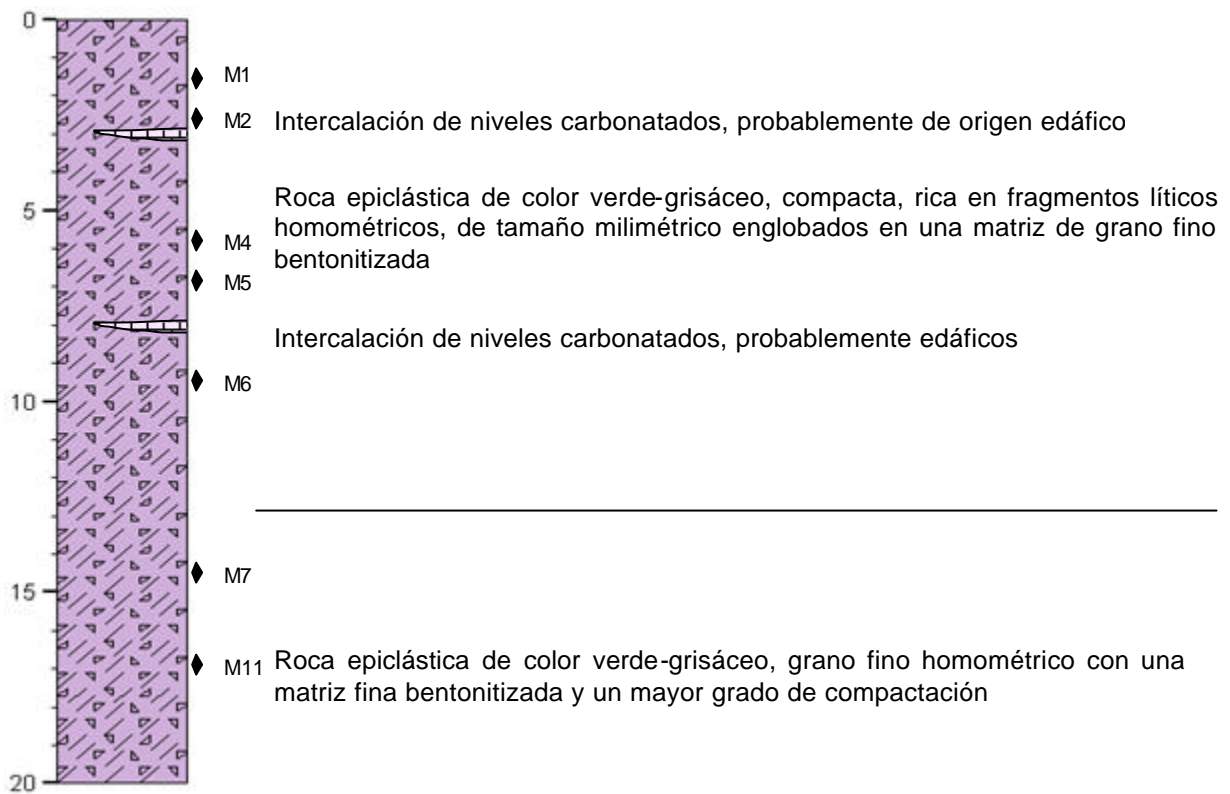 0
M1
M2 Intercalación de niveles carbonatados, probablemente de origen edáfico
Roca epiclástica de color verde-grisáceo, compacta, rica en fragmentos líticos
5
homométricos, de tamaño milimétrico englobados en una matriz de grano fino
M4
bentonitizada
M5
Intercalación de niveles carbonatados, probablemente edáficos
M6
10
M7
15
M11 Roca epiclástica de color verde-grisáceo, grano fino homométrico con una
matriz fina bentonitizada y un mayor grado de compactación
20